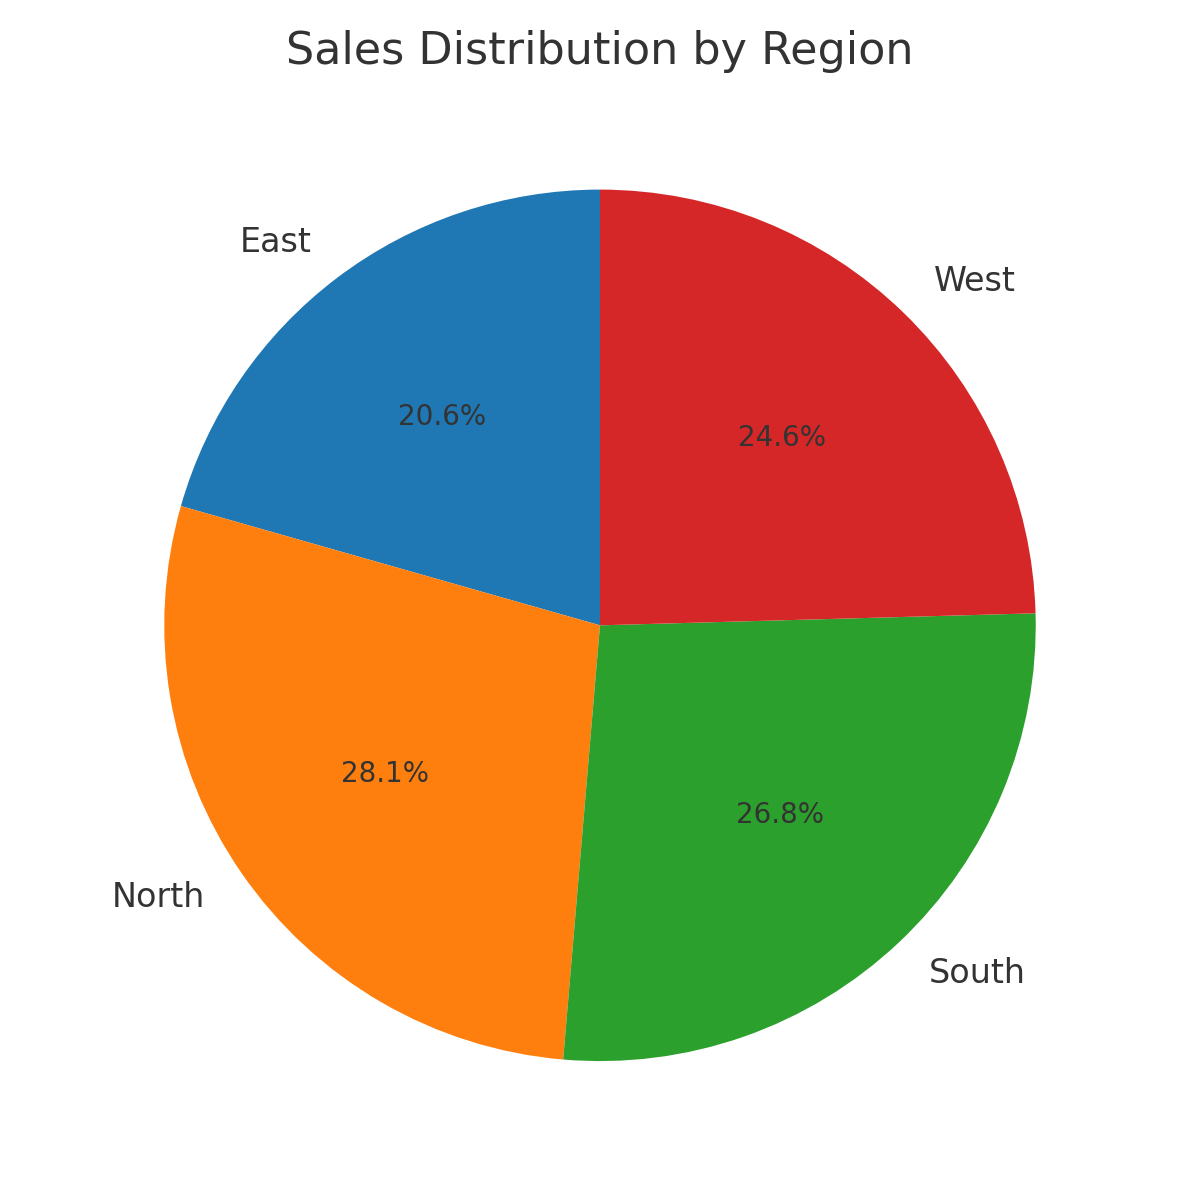 Sales Distribution by Region
East
West
20.6%
24.6%
28.1%
26.8%
North
South